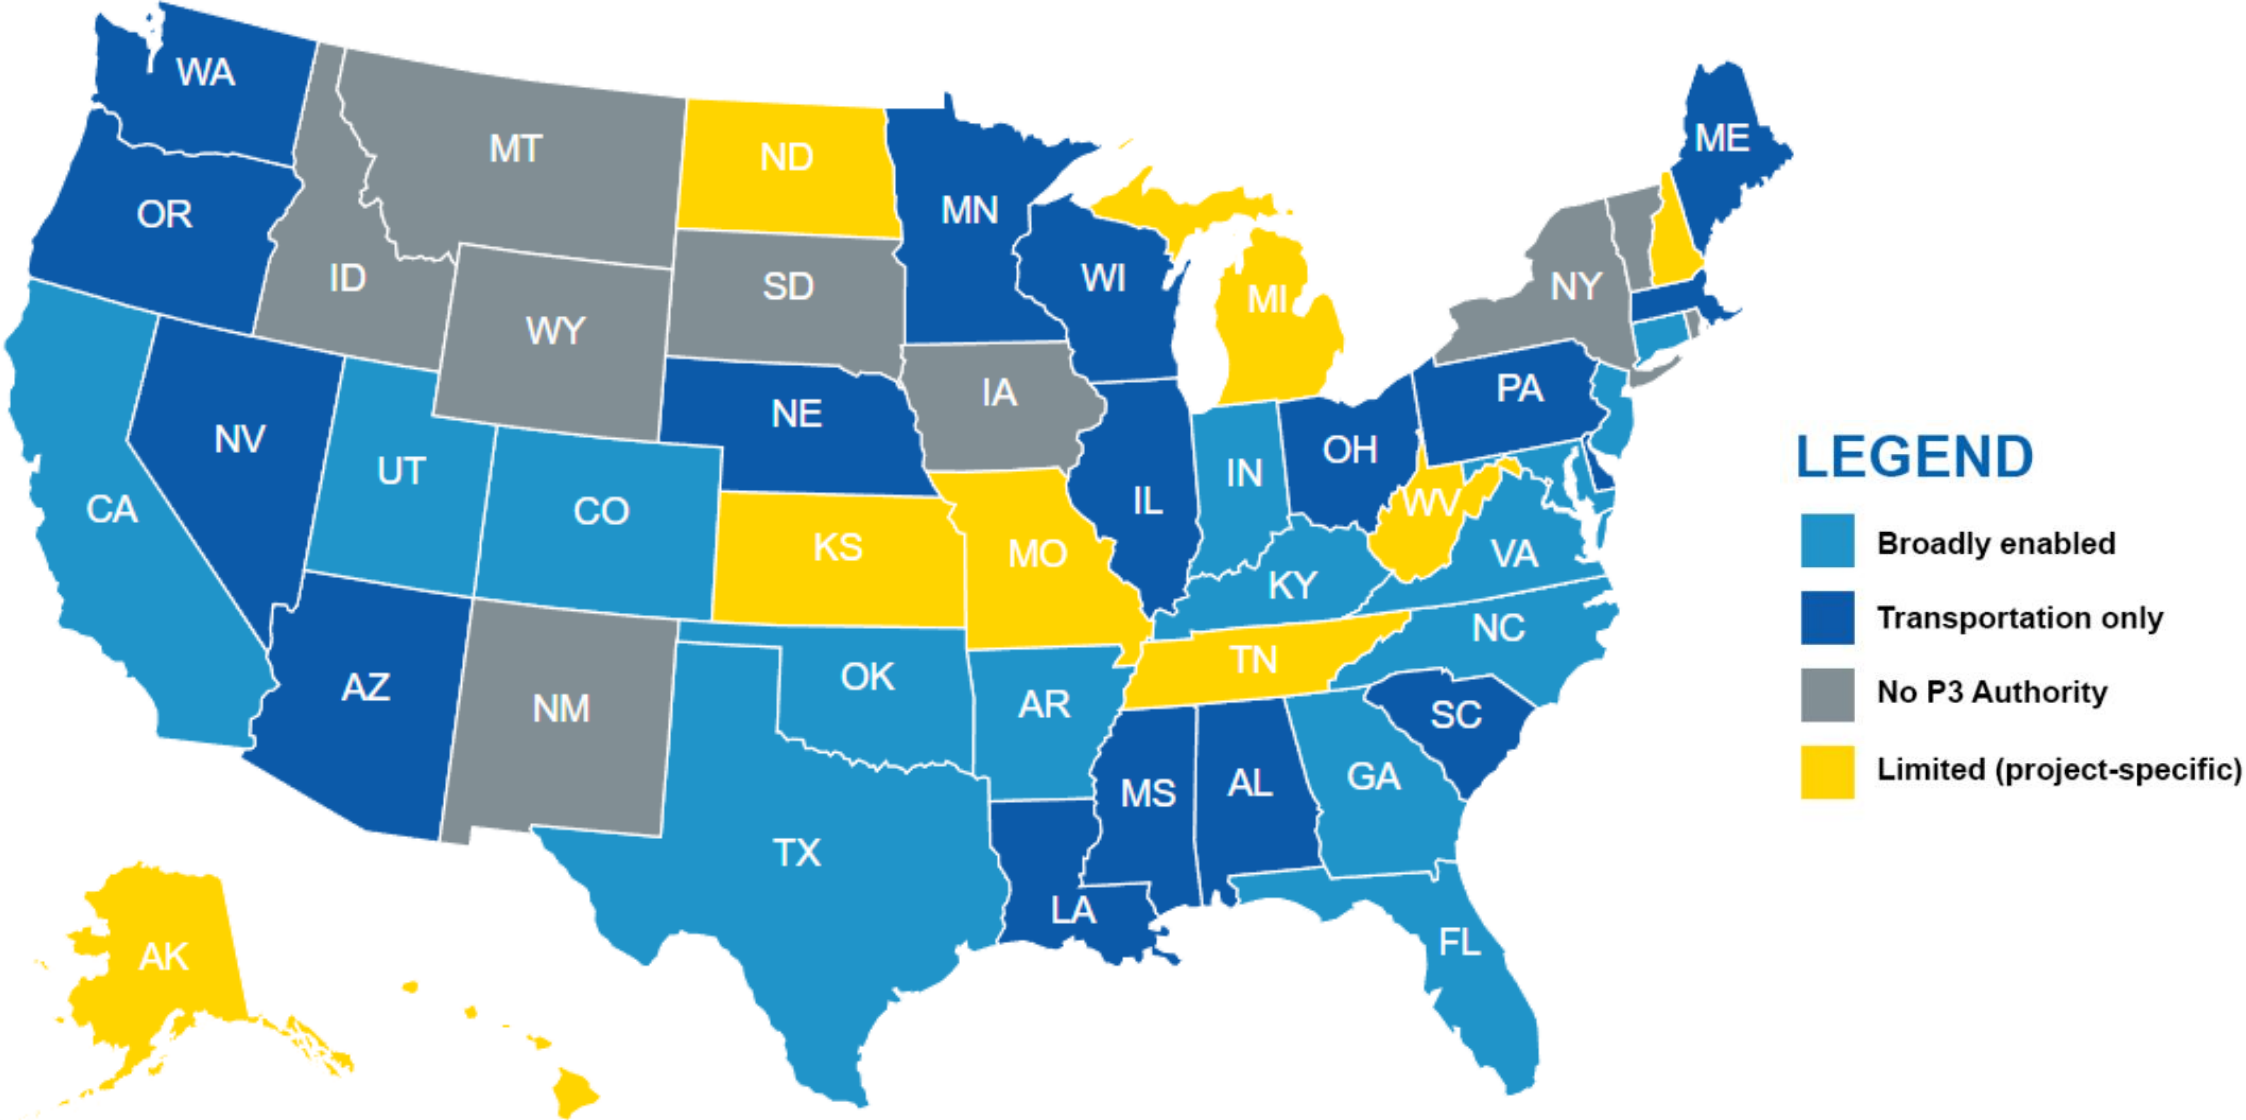 WA
ME
MT
ND
MN
OR
ID
SD
WI
MI
NY
WY
IA
PA
NE
NV
OH
UT
IN
CO
IL
WV
CA
KS
MO
VA
KY
NC
TN
OK
AZ
AR
NM
SC
GA
MS
AL
TX
LA
FL
AK
LEGEND
Broadly enabled
Transportation only
No P3 Authority
Limited (project-specific)